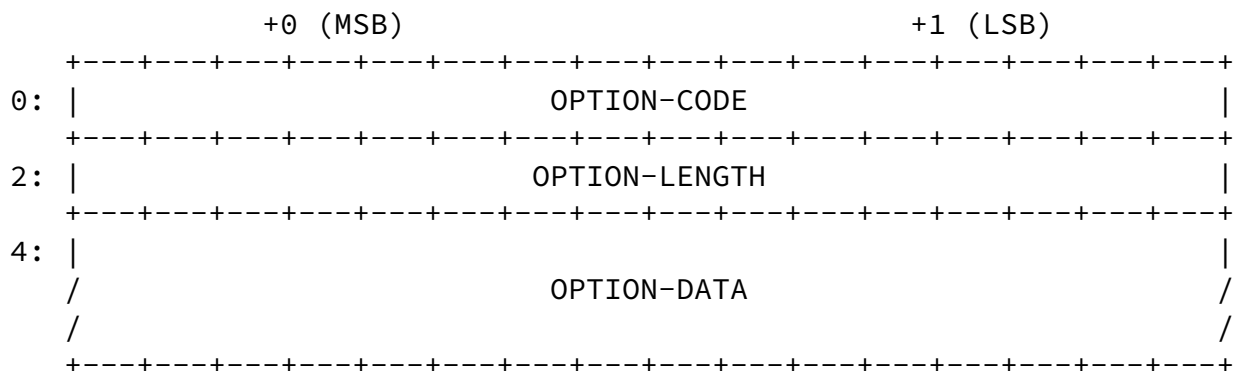 +0 (MSB)                            +1 (LSB)
+---+---+---+---+---+---+---+---+---+---+---+---+---+---+---+---+
0: |                          OPTION-CODE                          |
+---+---+---+---+---+---+---+---+---+---+---+---+---+---+---+---+
2: |                         OPTION-LENGTH                         |
+---+---+---+---+---+---+---+---+---+---+---+---+---+---+---+---+
4: |                                                               |
/                          OPTION-DATA                          /
/                                                               /
+---+---+---+---+---+---+---+---+---+---+---+---+---+---+---+---+